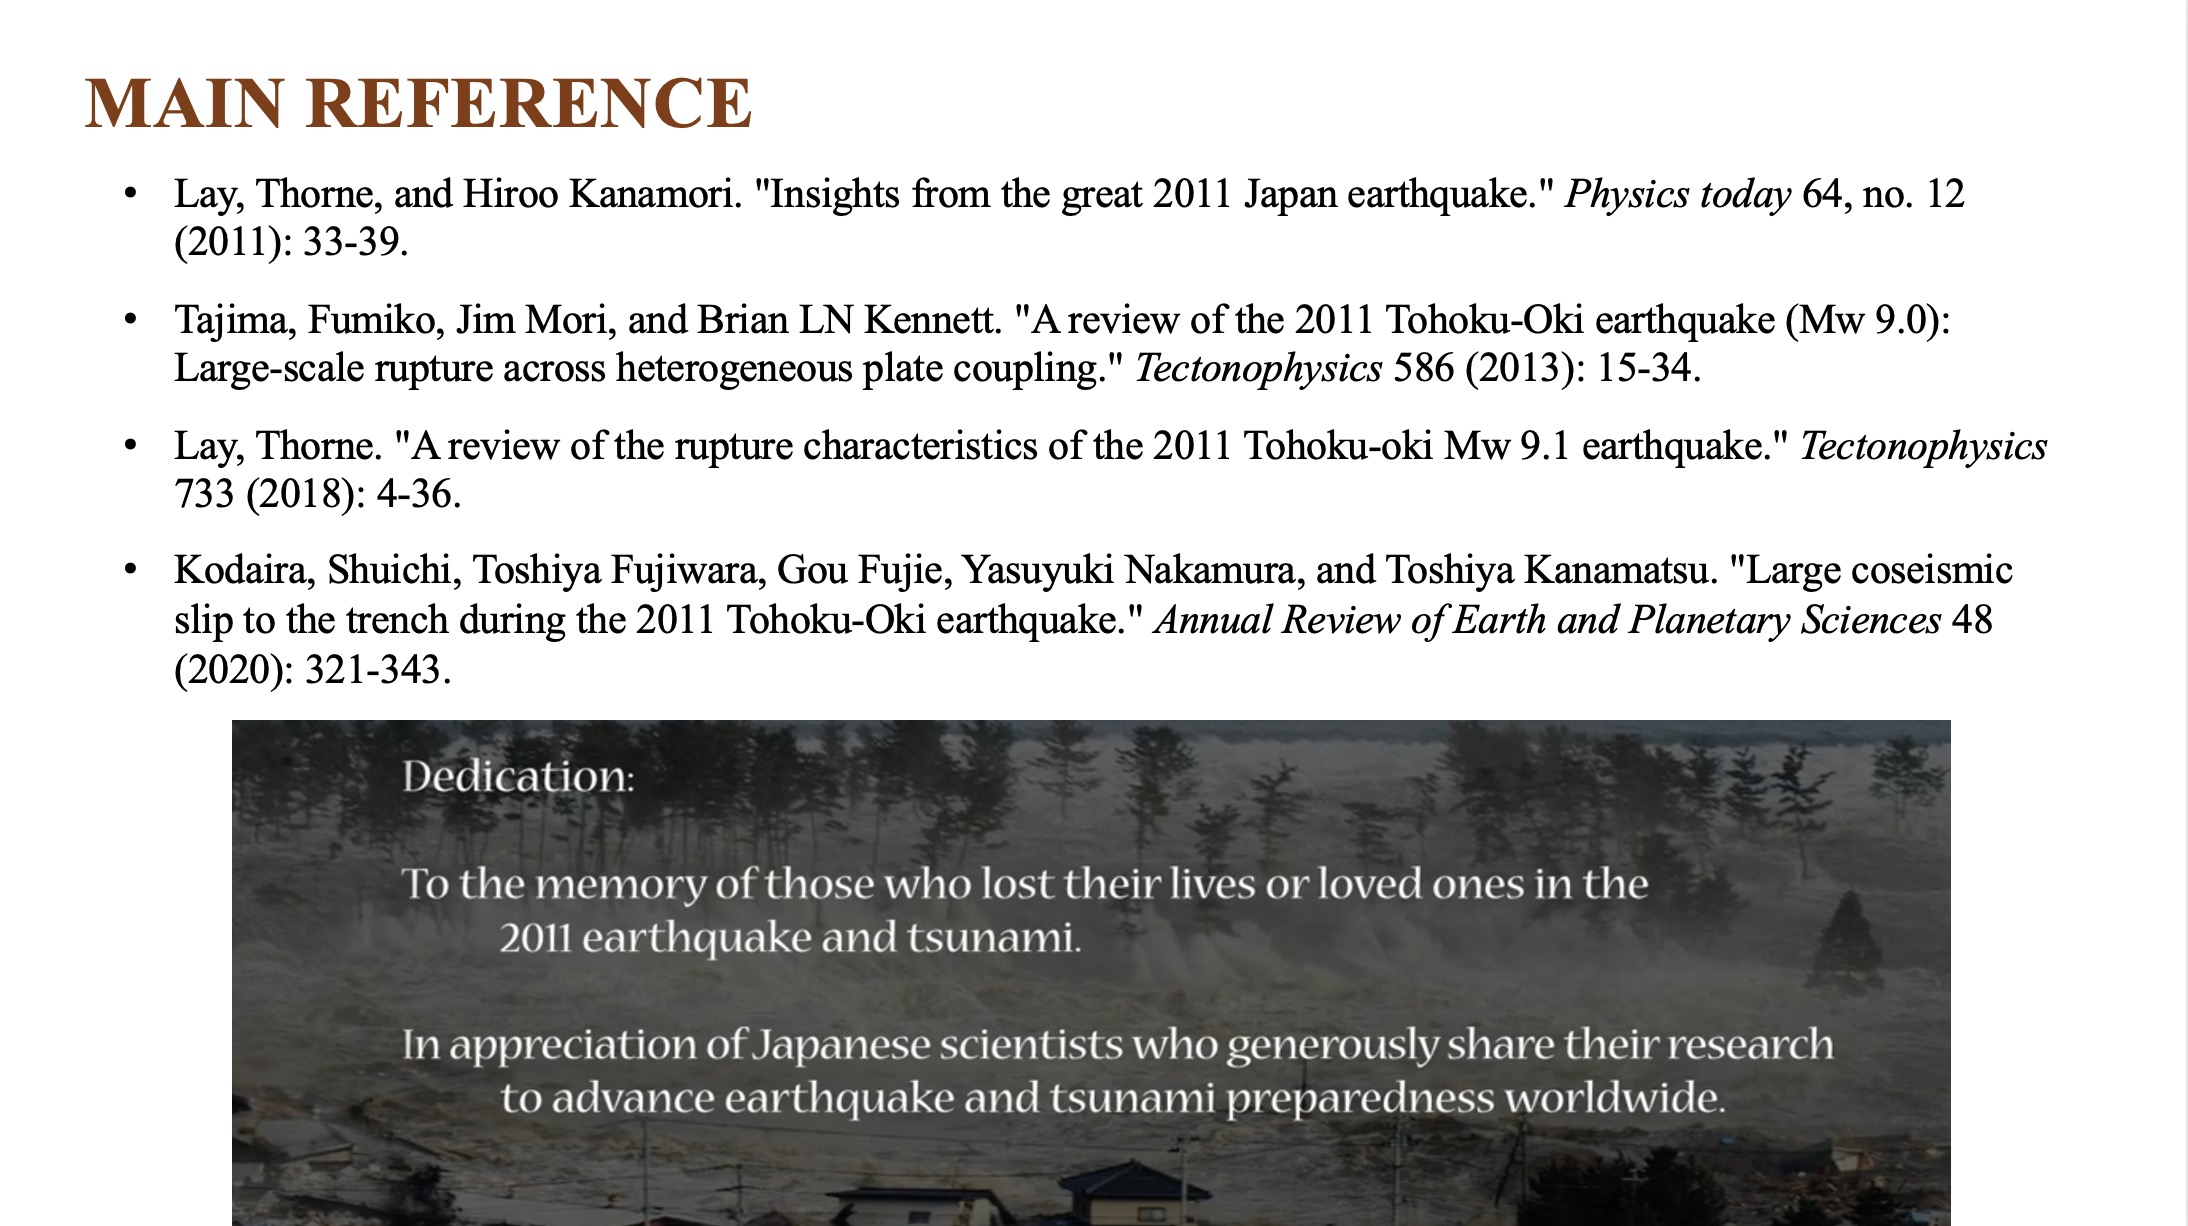 MAIN REFERENCE
• Lay, Thorne, and Hiroo Kanamori. "Insights from the great 2011 Japan earthquake." Physics today 64, no. 12
(2011): 33-39.
• Tajima, Fumiko, Jim Mori, and Brian LN Kennett. "A review of the 2011 Tohoku-Oki earthquake (Mw 9.0):
Large-scale rupture across heterogeneous plate coupling." Tectonophysics 586 (2013): 15-34.
• Lay, Thorne. "A review of the rupture characteristics of the 2011 Tohoku-oki Mw 9.1 earthquake." Tectonophysics
733 (2018): 4-36.
• Kodaira, Shuichi, Toshiya Fujiwara, Gou Fujie, Yasuyuki Nakamura, and Toshiya Kanamatsu. "Large coseismic
slip to the trench during the 2011 Tohoku-Oki earthquake." Annual Review of Earth and Planetary Sciences 48
(2020): 321-343.
Dedication:
To the memory of those who lost their lives or loved ones in the
2011 earthquake and tsunami.
In appreciation of Japanese scientists who generously share their research
to advance earthquake and tsunami preparedness worldwide.